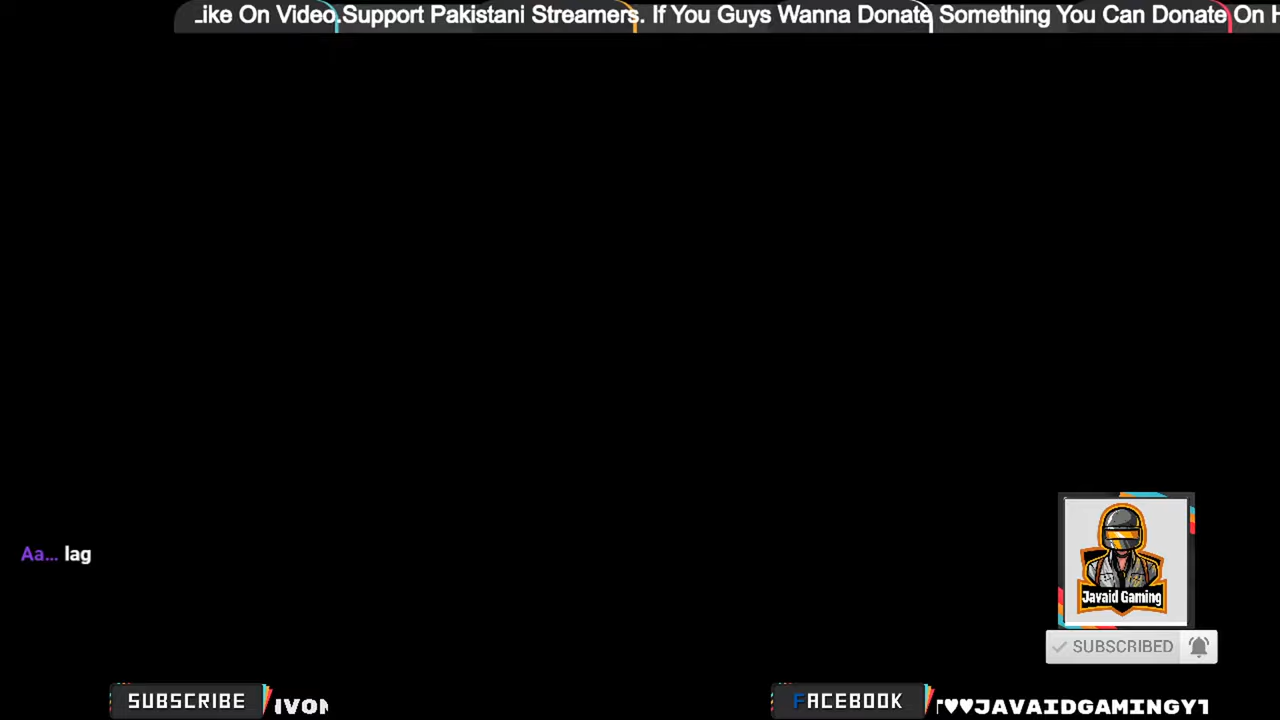 Like On Video.Support Pakistani Streamers. If You Guys Wanna Donate Something You Can Donate On
Aa... lag
Javaid Gaming
SUBSCRIBED
SUBSCRIBE
FACEBOOK ♥♥JAVAIDGAMINGYT